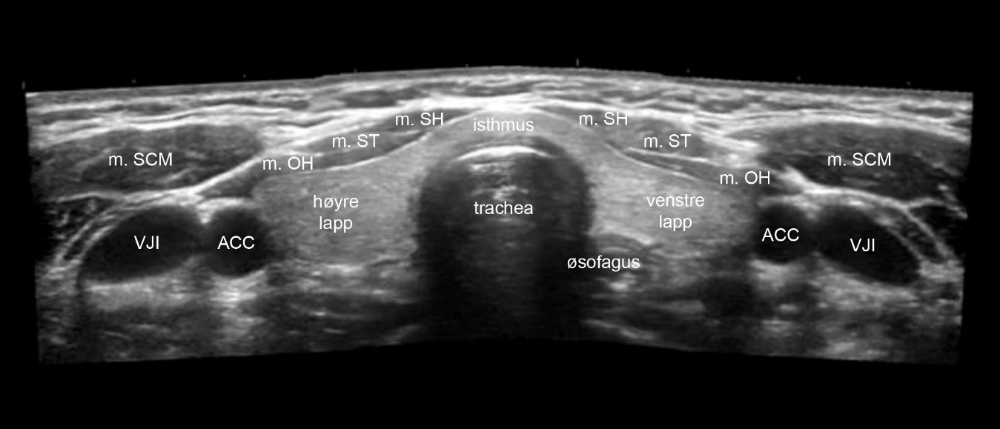 m. SH
isthmus
m. SH
m. ST
m. ST
m. SCM
m. OH
m. SCM
m. OH
høyre
lapp
trachea
venstre
lapp
VJI
ACC
ACC
VJI
øsofagus